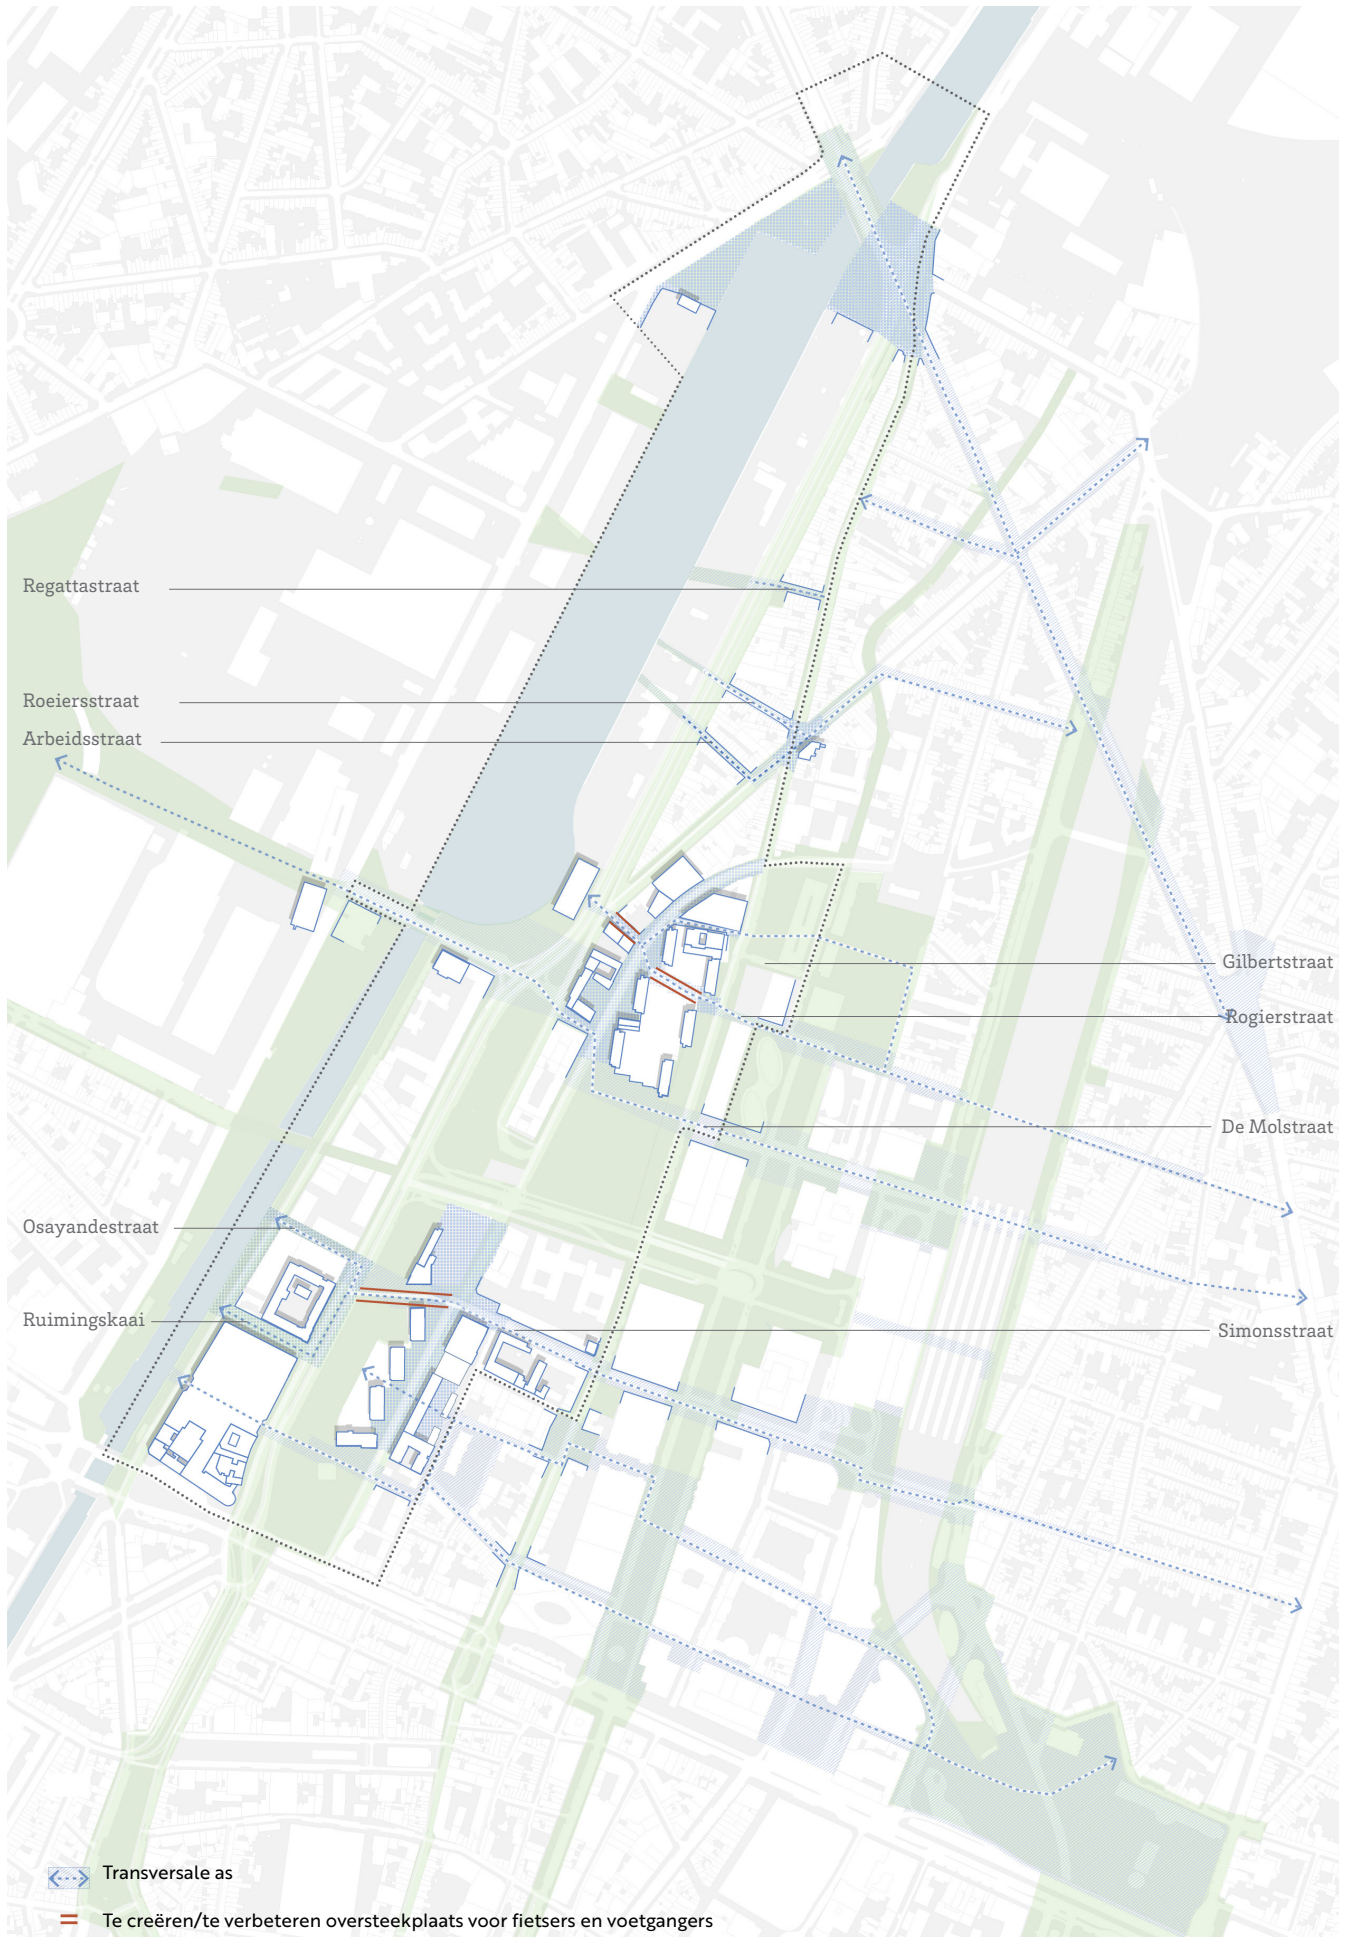 Regattastraat
Roeiersstraat
Arbeidsstraat
Gilbertstraat
Rogierstraat
De Molstraat
Osayandestraat
Ruimingskaai
Simonsstraat
Transversale as
Te creëren/te verbeteren oversteekplaats voor fietsers en voetgangers